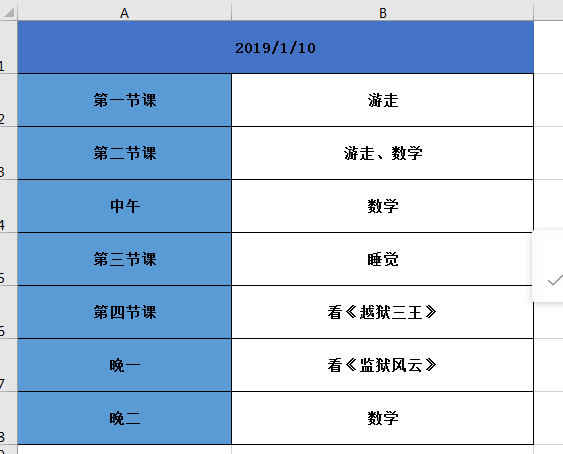 A B
1 2019/1/10
2 第一节课 游走
3 第二节课 游走、数学
4 中午 数学
5 第三节课 睡觉
6 第四节课 看《越狱三王》
7 晚一 看《监狱风云》
8 晚二 数学